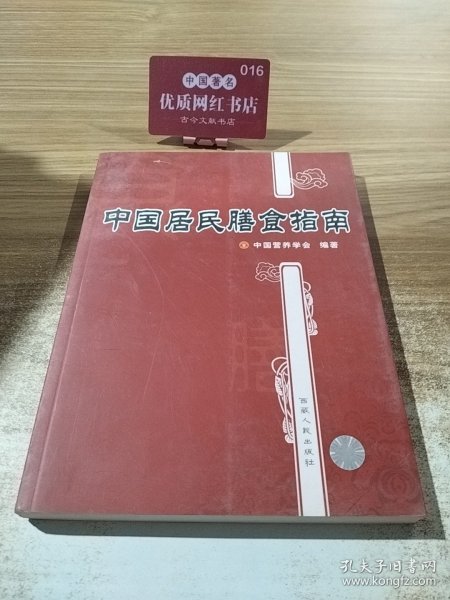 016
中国著名
优质网红书店
古今文献书店
中国居民膳食指南
中国营养学会 编著
膳
西藏人民出版社
孔夫子旧书网
www.kongfz.com